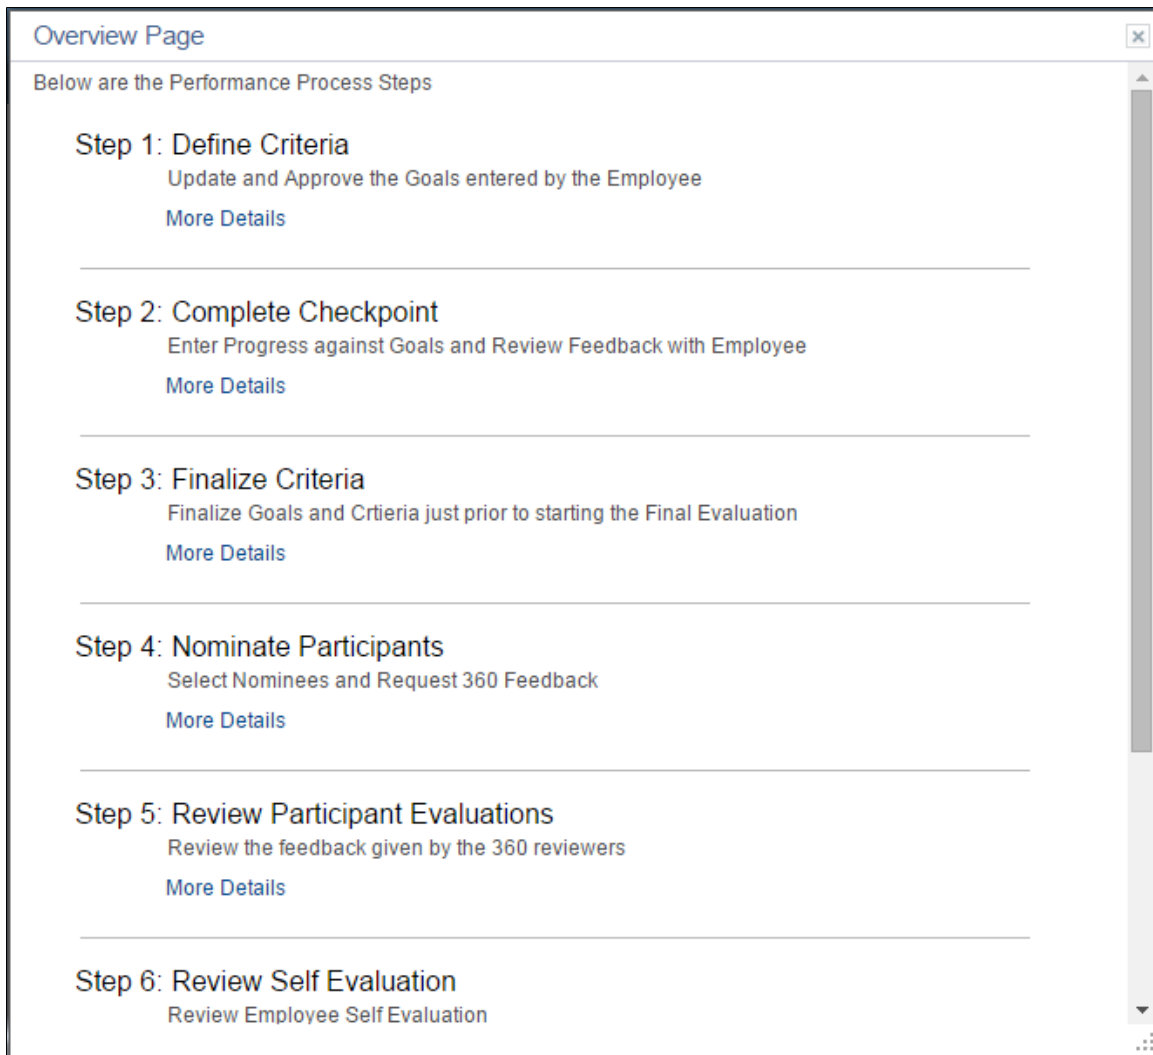 Overview Page
Below are the Performance Process Steps
Step 1: Define Criteria
Update and Approve the Goals entered by the Employee
More Details
Step 2: Complete Checkpoint
Enter Progress against Goals and Review Feedback with Employee
More Details
Step 3: Finalize Criteria
Finalize Goals and Crtieria just prior to starting the Final Evaluation
More Details
Step 4: Nominate Participants
Select Nominees and Request 360 Feedback
More Details
Step 5: Review Participant Evaluations
Review the feedback given by the 360 reviewers
More Details
Step 6: Review Self Evaluation
Review Employee Self Evaluation